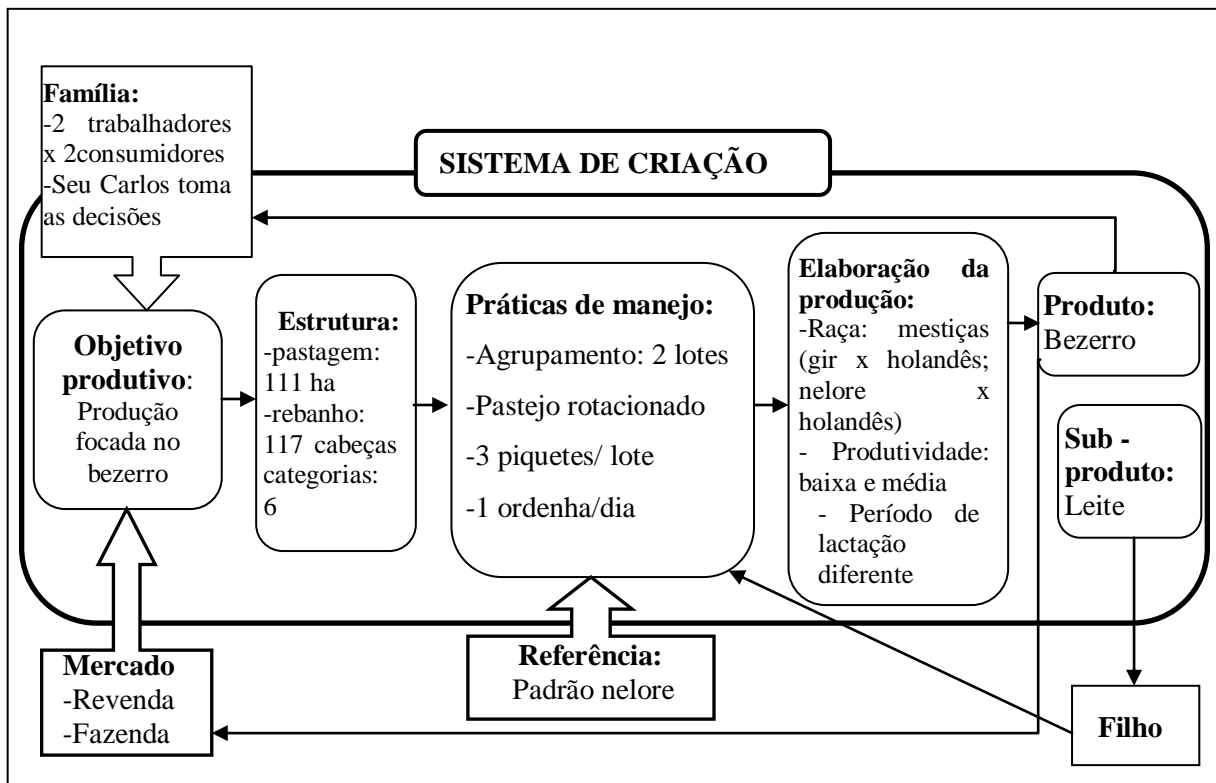 Família:
-2 trabalhadores
x 2consumidores
-Seu Carlos toma
as decisões
SISTEMA DE CRIAÇÃO
Objetivo
produtivo:
Produção
focada no
bezerro
Estrutura:
-pastagem:
111 ha
-rebanho:
117 cabeças
categorias:
6
Práticas de manejo:
-Agrupamento: 2 lotes
-Pastejo rotacionado
-3 piquetes/ lote
-1 ordenha/dia
Elaboração da
produção:
-Raça: mestiças
(gir x holandês;
nelore x
holandês)
- Produtividade:
baixa e média
- Período de
lactação
diferente
Produto:
Bezerro
Sub -
produto:
Leite
Mercado
-Revenda
-Fazenda
Referência:
Padrão nelore
Filho